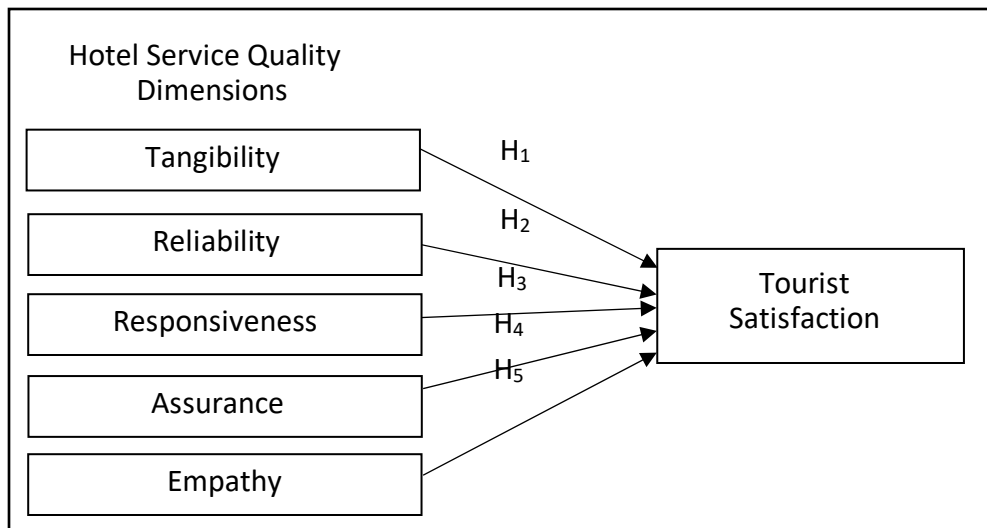 Hotel Service Quality
Dimensions
Tangibility
H₁
Reliability
H₂
H₃
Tourist
Satisfaction
Responsiveness
H₄
H₅
Assurance
Empathy